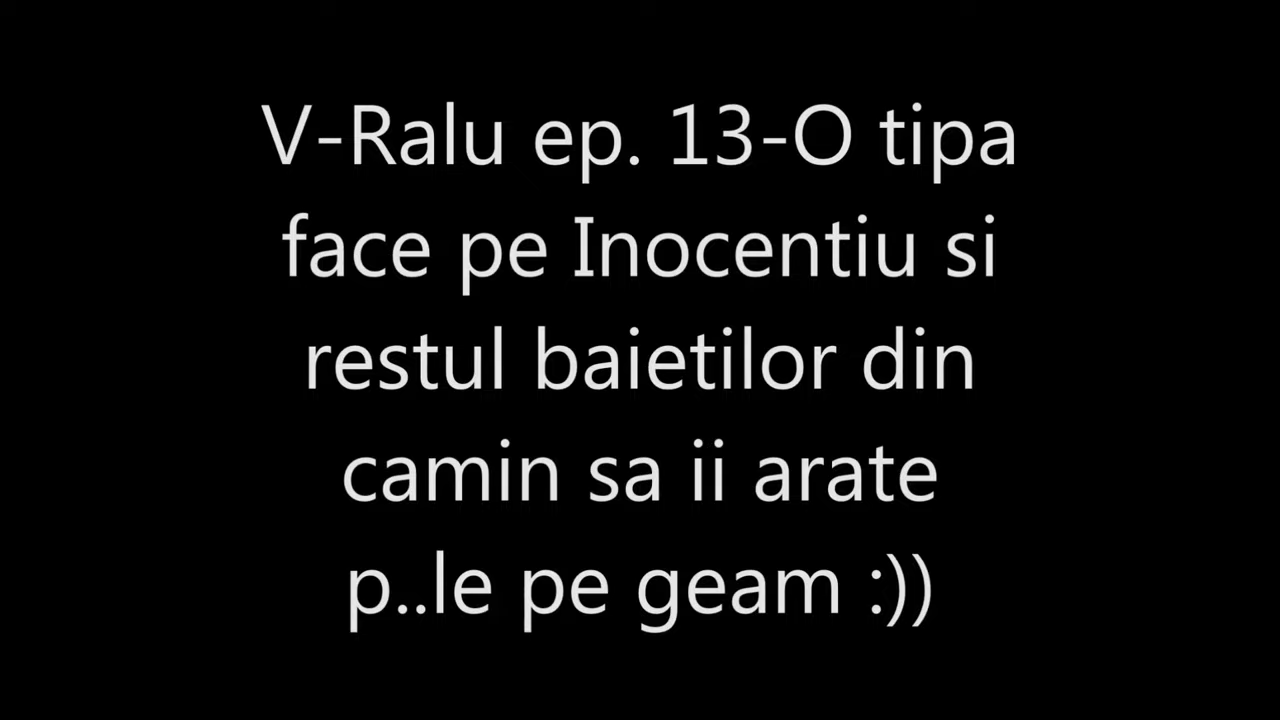 V-Ralu ep. 13-O tipa
face pe Inocentiu si
restul baietilor din
camin sa ii arate
p..le pe geam :))